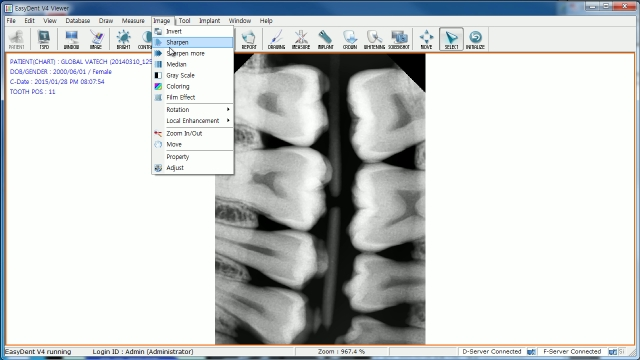 EasyDent V4 Viewer
File Edit View Database Draw Measure Image Tool Implant Window Help
PATIENT TSPD WINDOW IMAGE BRIGHT REPORT DRAWING MEASURE IMPLANT CROWN WHITENING SCREENSHOT MOVE SELECT INITIALIZE
PATIENT(CHART) : GLOBAL VATECH (20140310_125
DOB/GENDER : 2000/06/01 / Female
C-Date : 2015/01/28 PM 08:07:54
TOOTH POS : 11
Invert
Sharpen
Sharpen more
Median
Gray Scale
Coloring
Film Effect
Rotation
Local Enhancement
Zoom In/Out
Move
Property
Adjust
EasyDent V4 running Login ID : Admin (Administrator) Zoom : 967.4 % D-Server Connected F-Server Connected